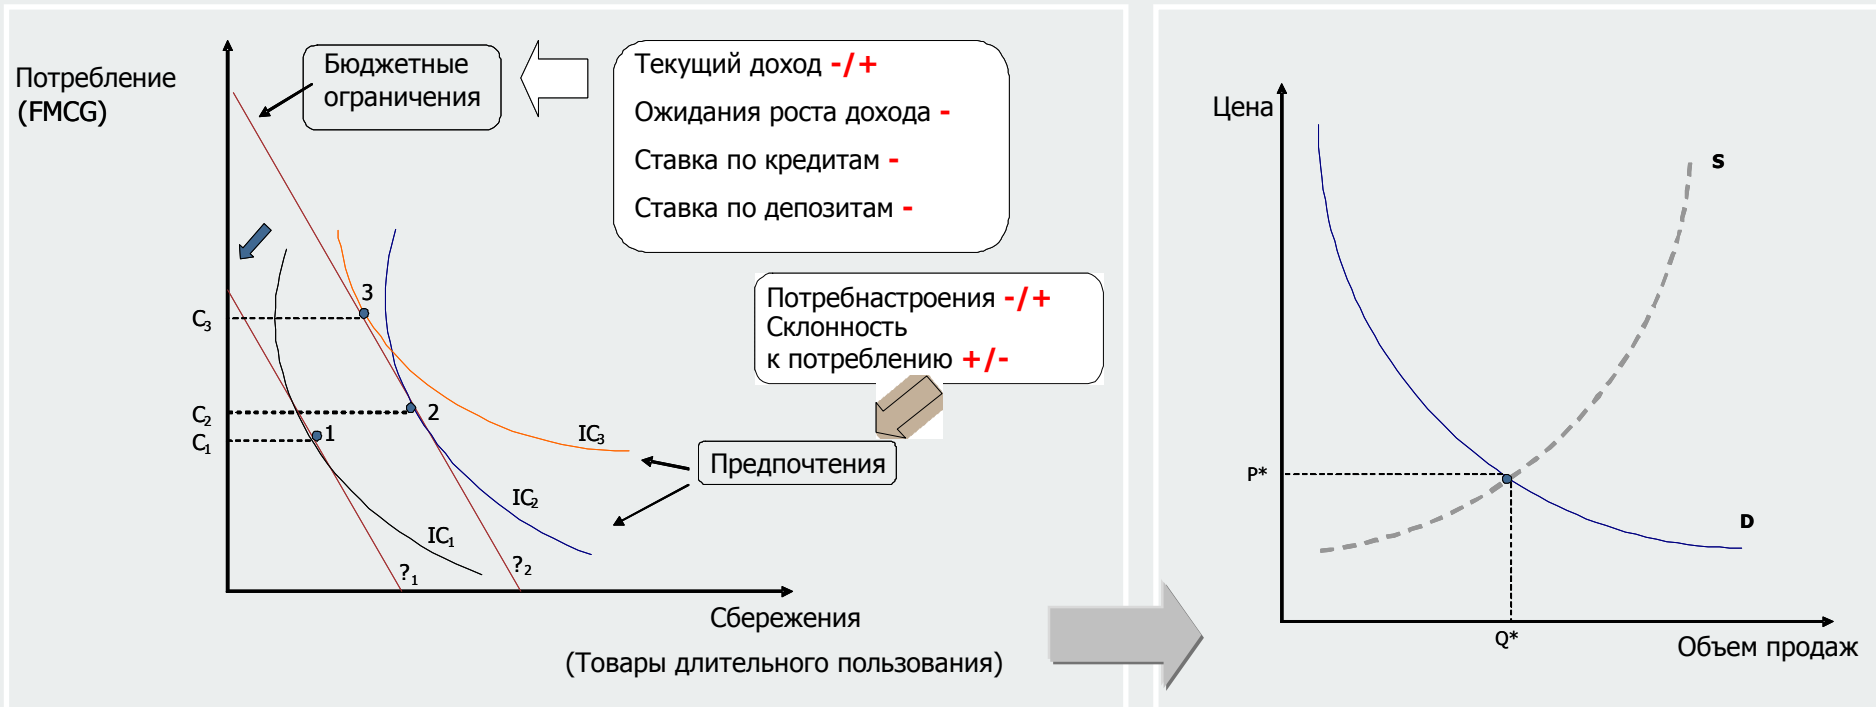 Потребление
(FMCG)
Бюджетные
ограничения
Текущий доход -/+
Ожидания роста дохода -
Ставка по кредитам -
Ставка по депозитам -
Потребнастроения -/+
Склонность
к потреблению +/-
Предпочтения
3
2
1
C3
C2
C1
IC3
IC2
IC1
?1
?2
Сбережения
(Товары длительного пользования)
Цена
S
D
P*
Q*
Объем продаж